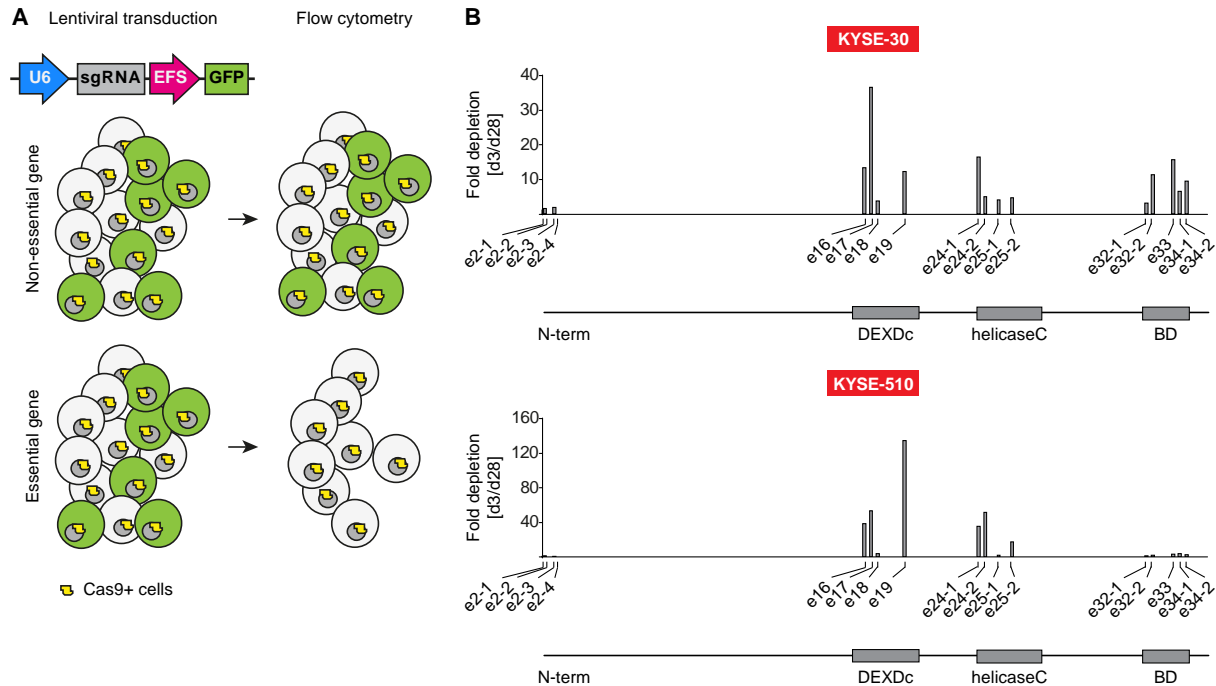 A
Lentiviral transduction
Flow cytometry
U6
sgRNA
EFS
GFP
Non-essential gene
Essential gene
Cas9+ cells
B
KYSE-30
Fold depletion
[d3/d28]
40
30
20
10
e2-1
e2-2
e2-3
e2-4
e16
e17
e18
e19
e24-1
e24-2
e25-1
e25-2
e32-1
e32-2
e33
e34-1
e34-2
N-term
DEXDc
helicaseC
BD
KYSE-510
Fold depletion
[d3/d28]
160
120
80
40
e2-1
e2-2
e2-3
e2-4
e16
e17
e18
e19
e24-1
e24-2
e25-1
e25-2
e32-1
e32-2
e33
e34-1
e34-2
N-term
DEXDc
helicaseC
BD